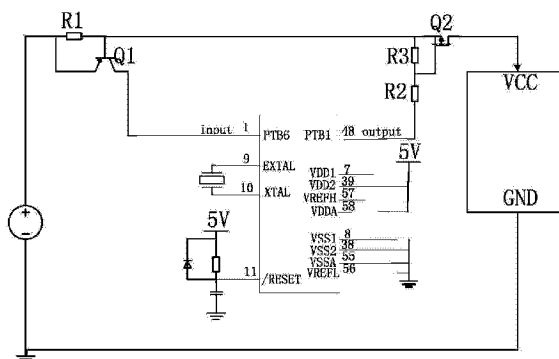 R1
Q2
Q1
R3
VCC
R2
input 1 PTB6 PTB1 48 output
5V
9 EXTAL
VDD1 7
VDD2 39
10 XTAL
VREFH 57
VDDA 58
GND
5V
VSS1 8
VSS2 38
VSSA 55
11 /RESET
VREFL 56